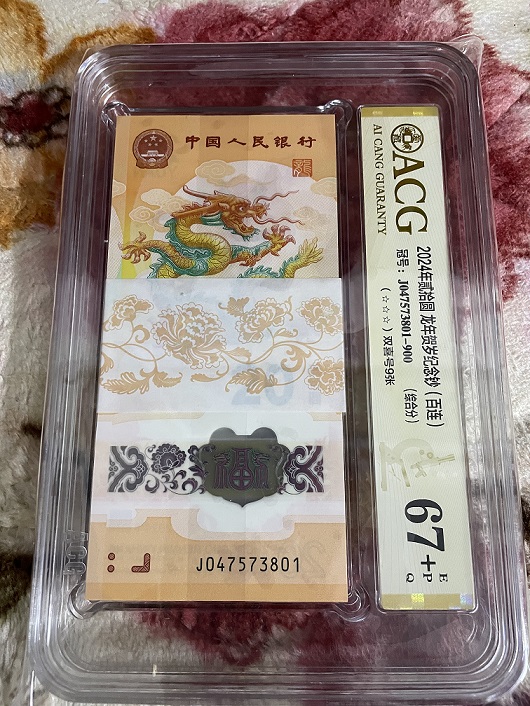 中国人民银行
福
J047573801
ACG
AI CANG GUARANTY
2024年贰拾圆 龙年贺岁纪念钞（百连）
冠号：J047573801-900
（☆☆☆）双喜号9张
（综合分）
67+
E
P
Q